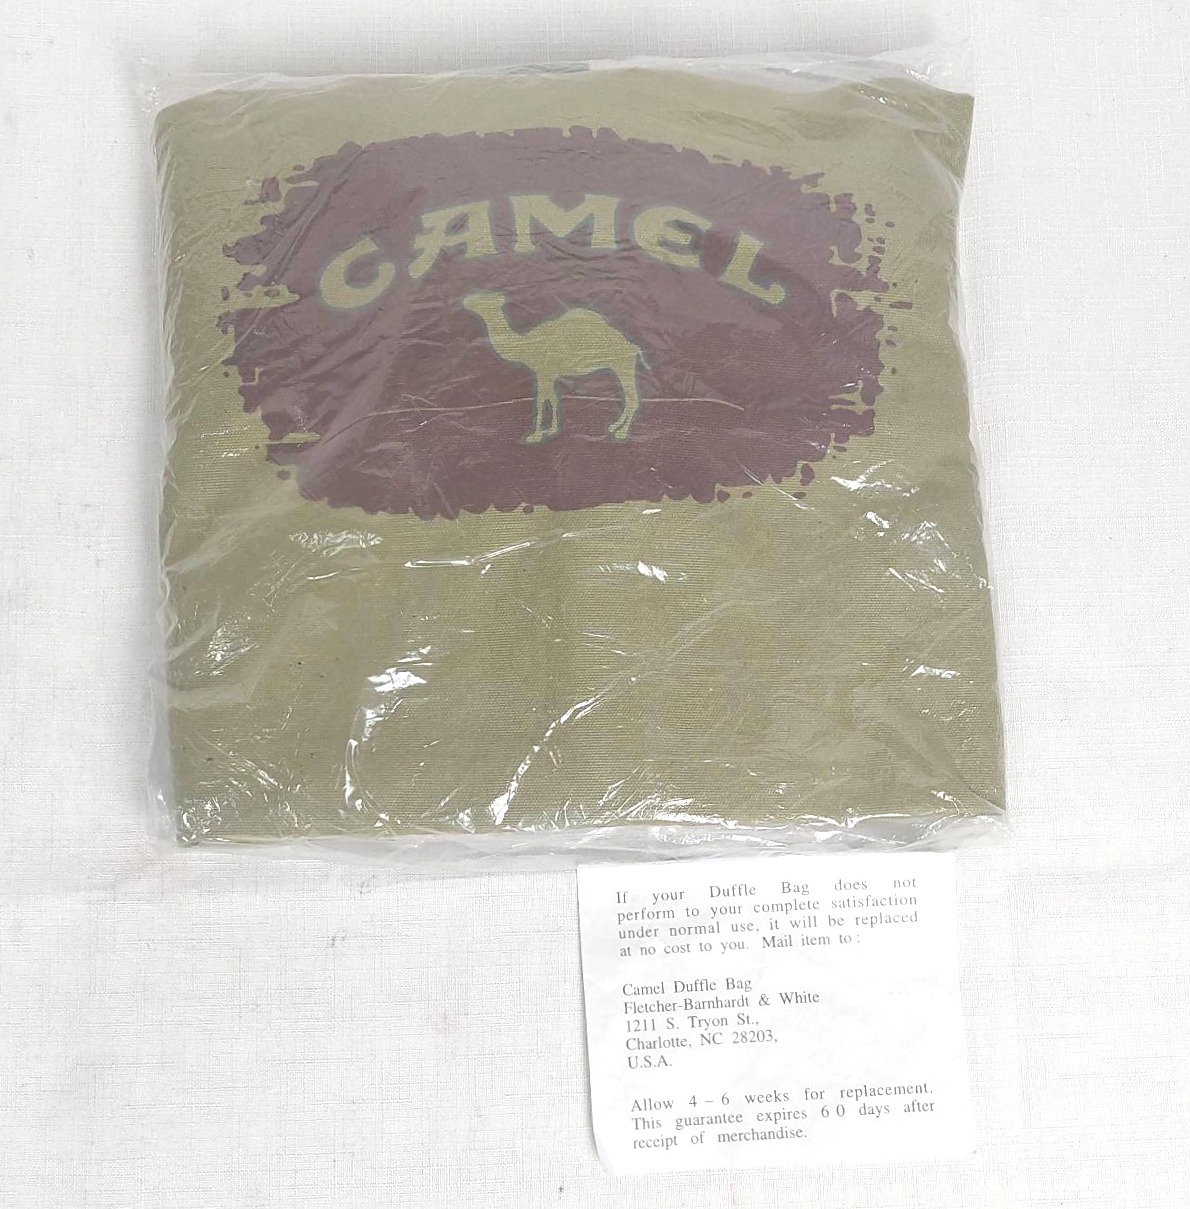 CAMEL
If your Duffle Bag does not
perform to your complete satisfaction
under normal use, it will be replaced
at no cost to you. Mail item to :
Camel Duffle Bag
Fletcher-Barnhardt & White
1211 S. Tryon St.,
Charlotte, NC 28203,
U.S.A.
Allow 4 – 6 weeks for replacement.
This guarantee expires 6 0 days after
receipt of merchandise.